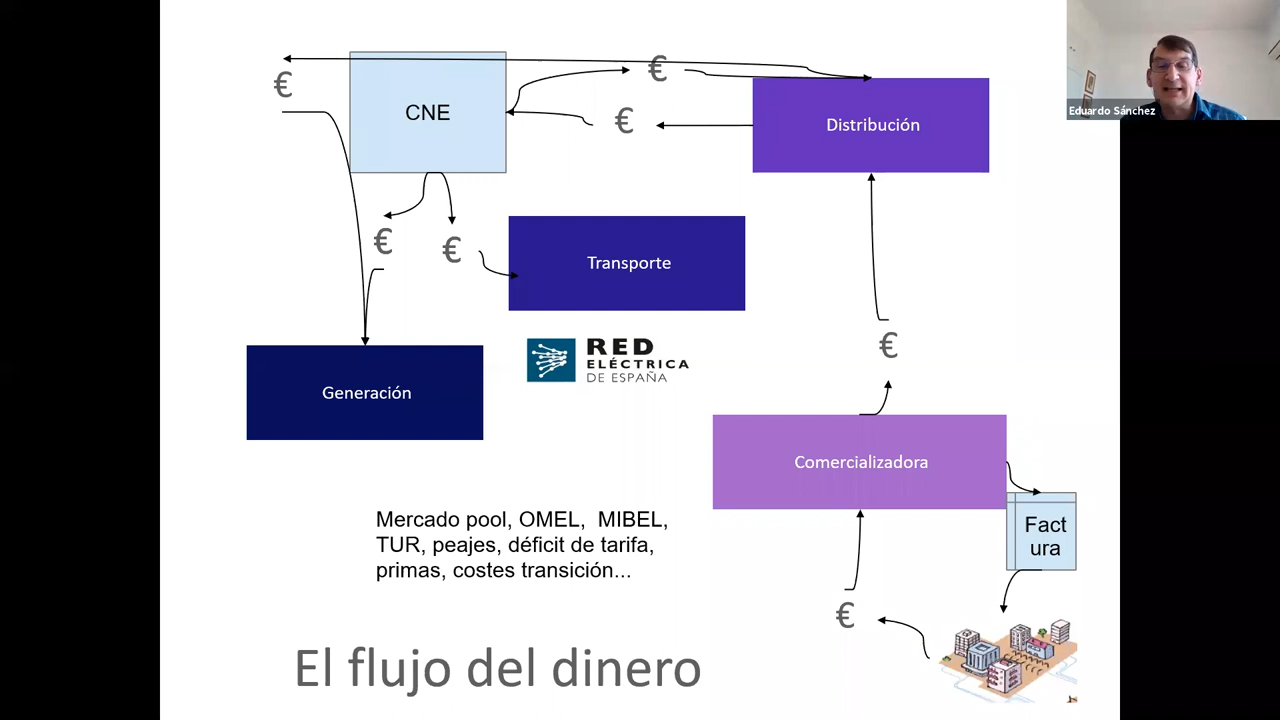 €
CNE
€
€
Distribución
Eduardo Sánchez
€
€
Transporte
RED
ELÉCTRICA
DE ESPAÑA
€
Generación
Comercializadora
Fact
ura
Mercado pool, OMEL, MIBEL,
TUR, peajes, déficit de tarifa,
primas, costes transición...
€
El flujo del dinero